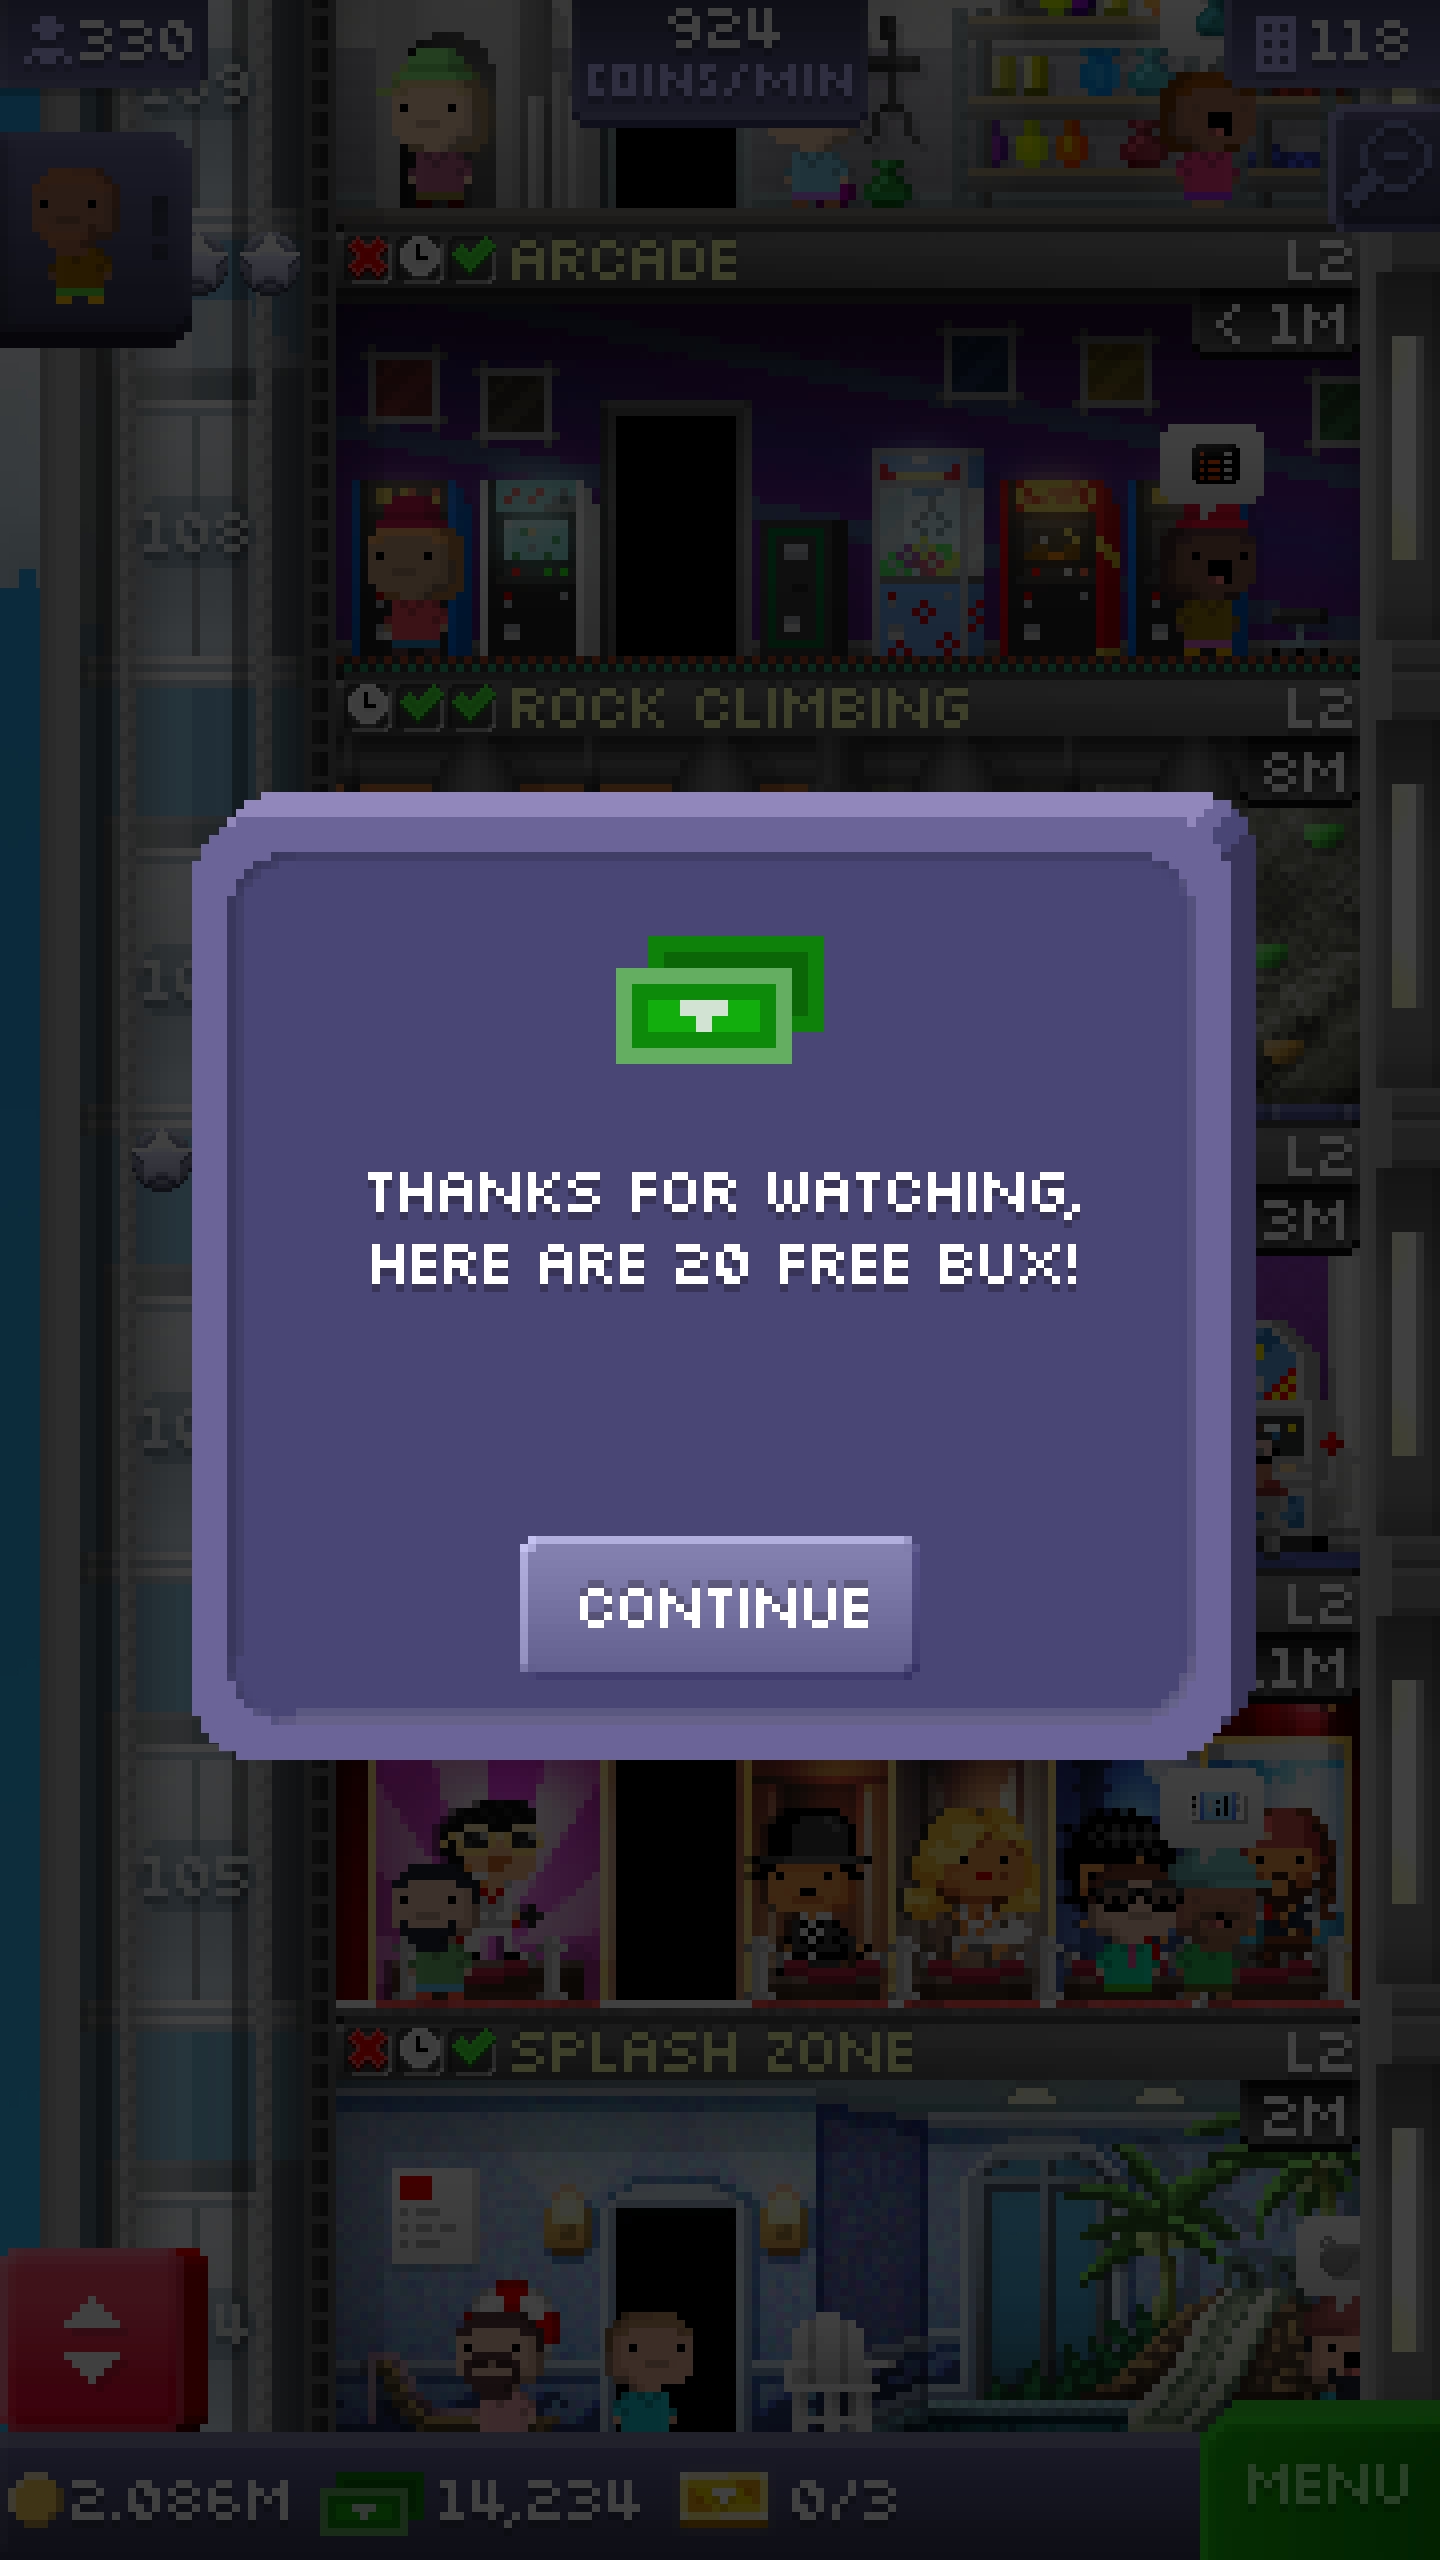 330
924
COINS/MIN
118
ARCADE
L2
< 1M
108
ROCK CLIMBING
L2
8M
THANKS FOR WATCHING,
HERE ARE 20 FREE BUX!
L2
3M
CONTINUE
L2
1M
105
SPLASH ZONE
L2
2M
4
2.086M
14,234
0/3
MENU